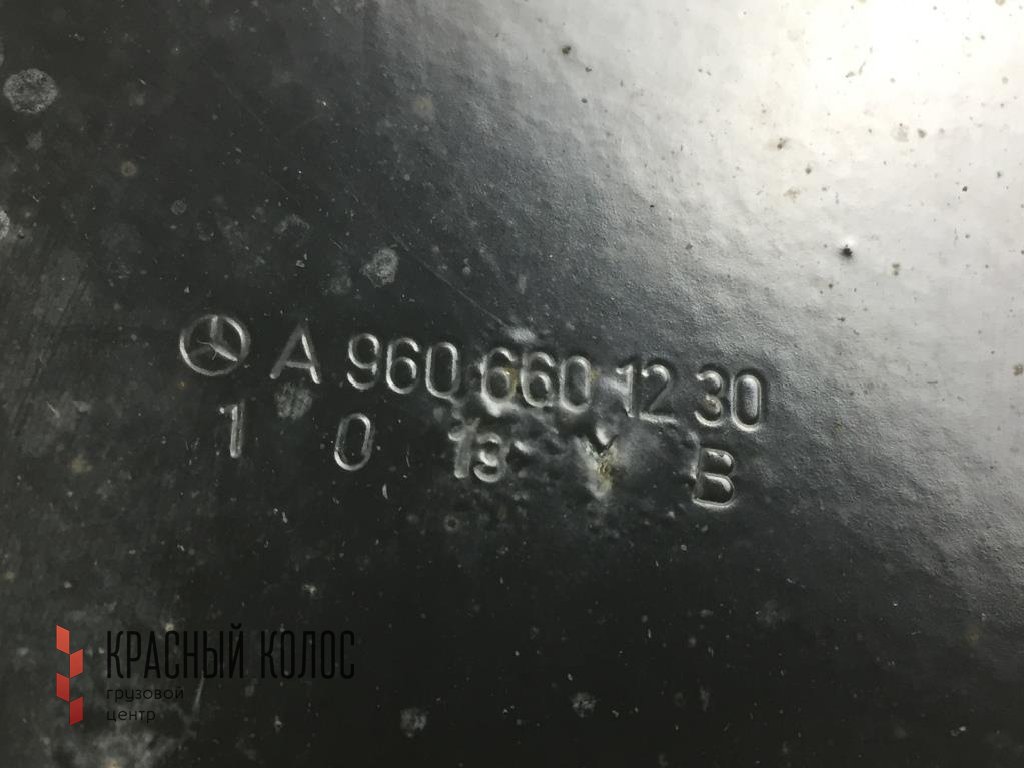 A 960 660 12 30
1 0 13 Y B
КРАСНЫЙ КОЛОС
грузовой
центр